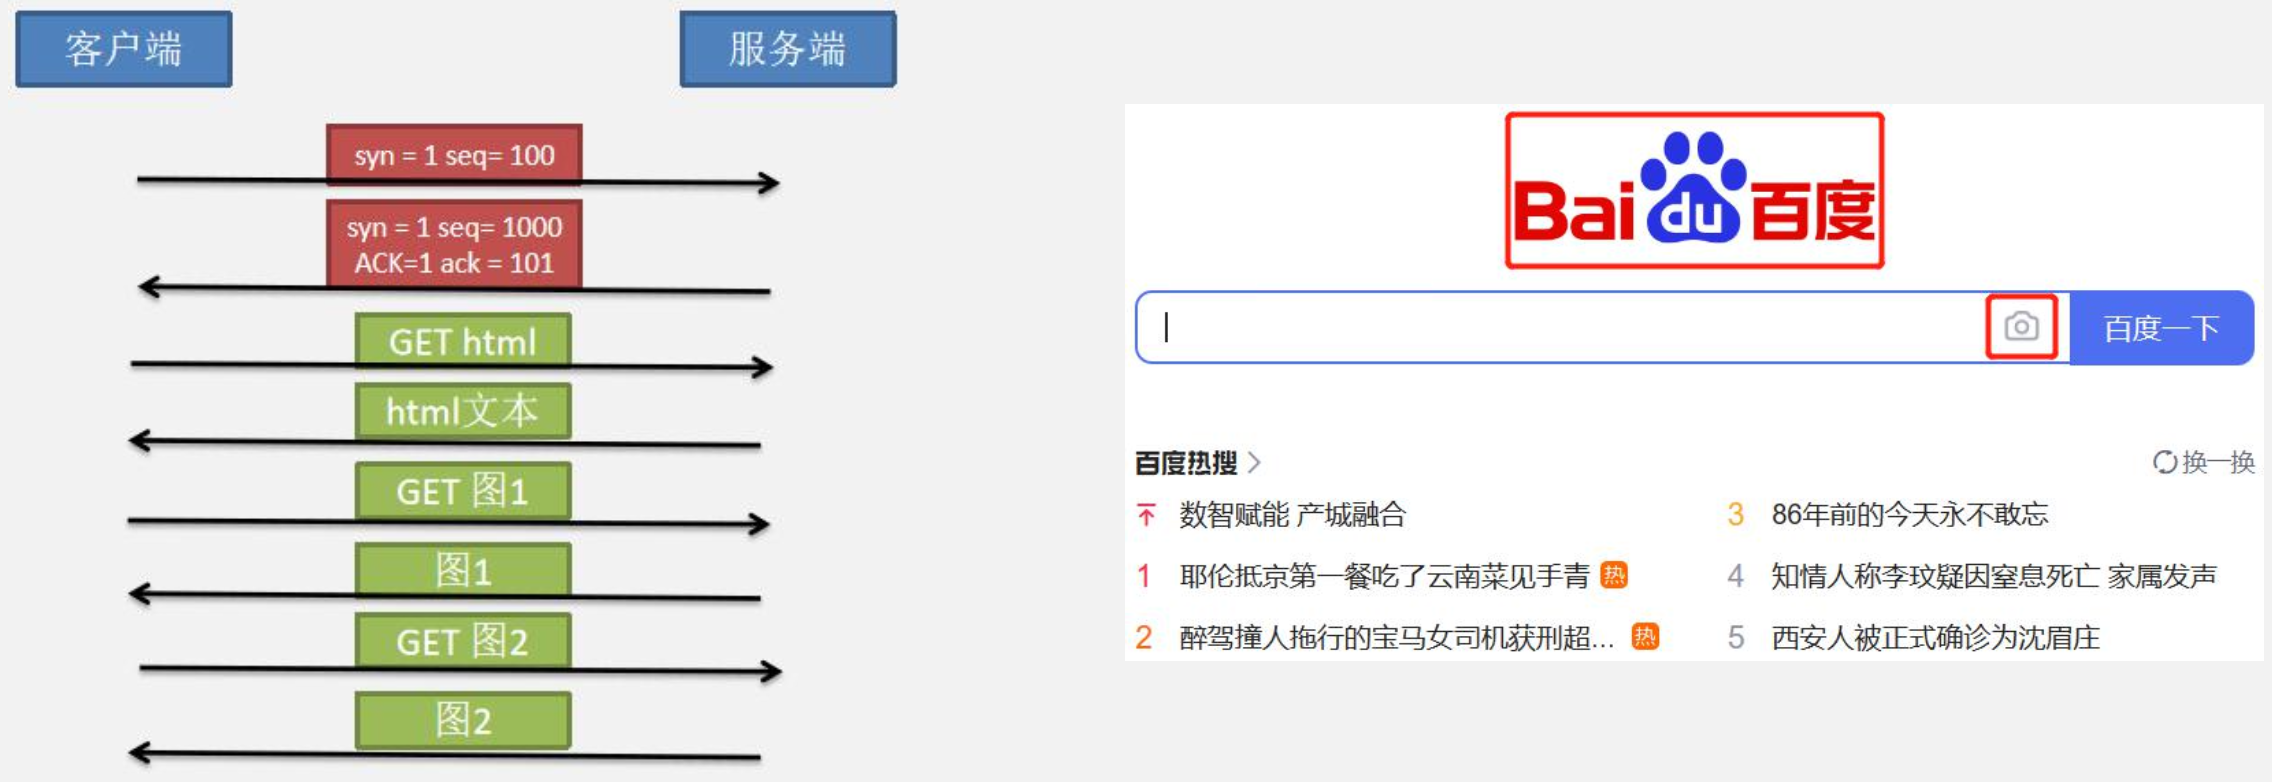 客户端
服务端
syn = 1 seq= 100
syn = 1 seq= 1000
ACK=1 ack = 101
GET html
html文本
GET 图1
图1
GET 图2
图2
Bai du 百度
百度一下
百度热搜
换一换
数智赋能 产城融合
1 耶伦抵京第一餐吃了云南菜见手青 热
2 醉驾撞人拖行的宝马女司机获刑超... 热
3 86年前的今天永不敢忘
4 知情人称李玟疑因窒息死亡 家属发声
5 西安人被正式确诊为沈眉庄